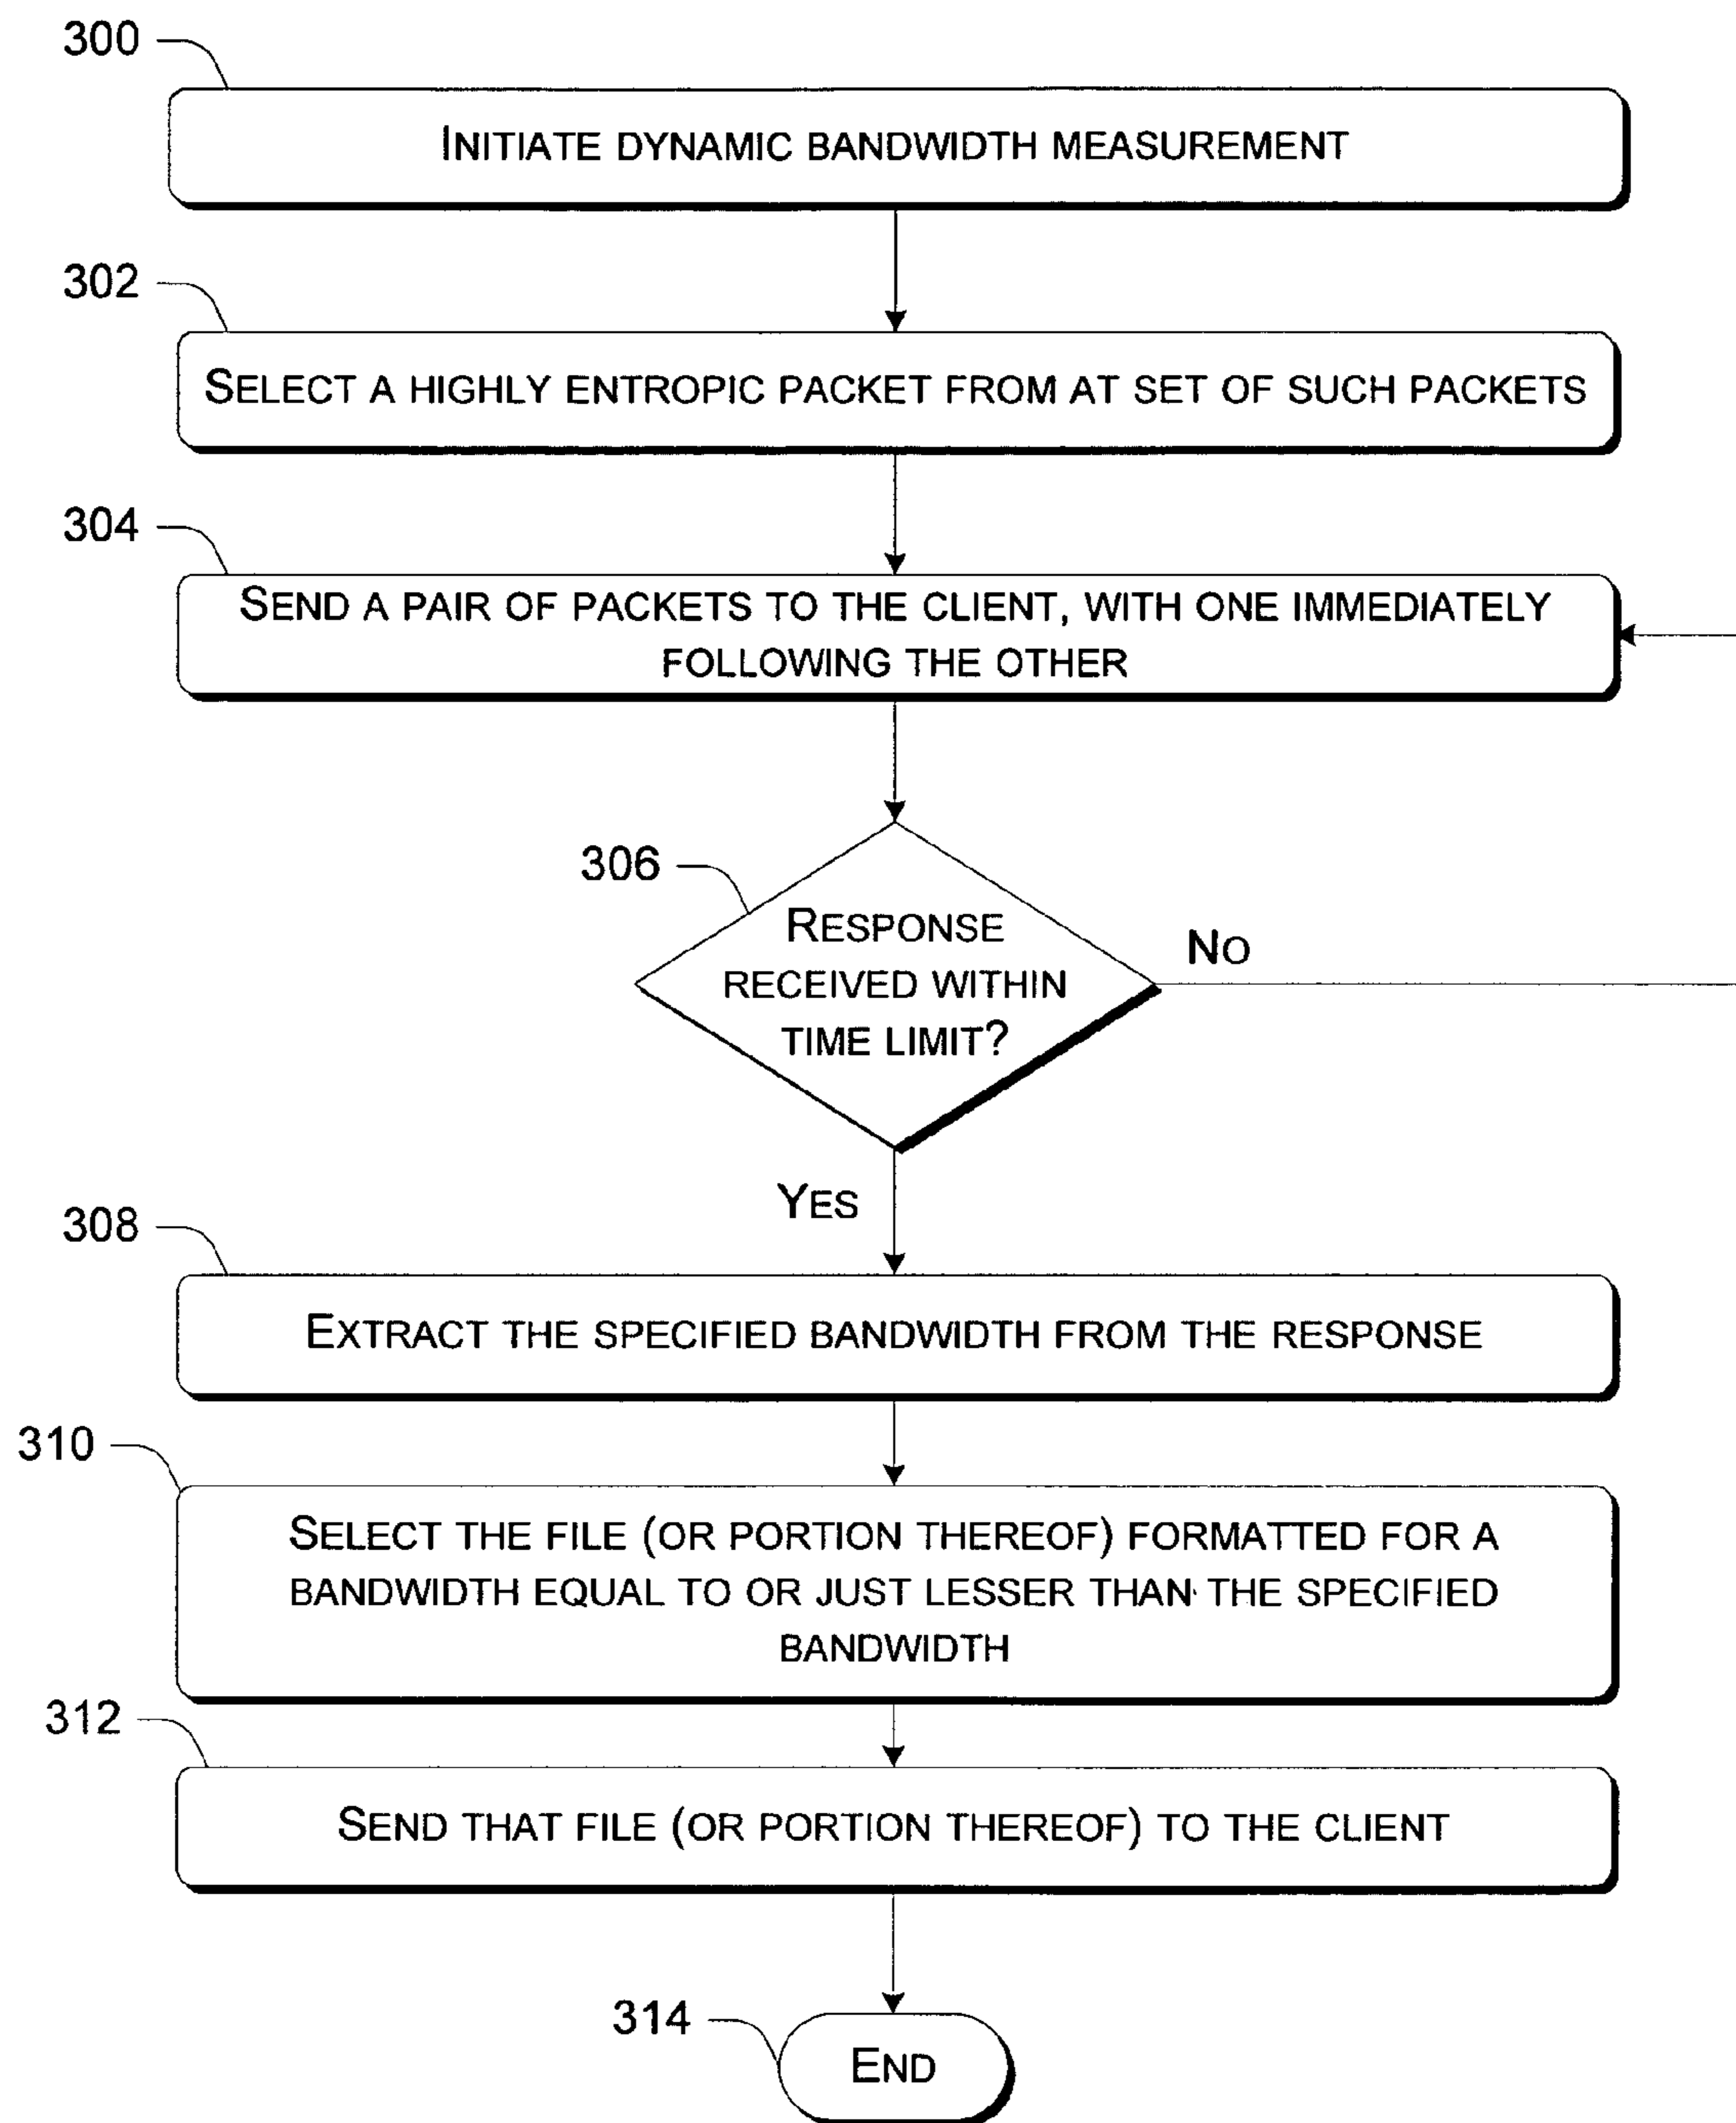 300
INITIATE DYNAMIC BANDWIDTH MEASUREMENT
302
SELECT A HIGHLY ENTROPIC PACKET FROM AT SET OF SUCH PACKETS
304
SEND A PAIR OF PACKETS TO THE CLIENT, WITH ONE IMMEDIATELY
FOLLOWING THE OTHER
306
RESPONSE
RECEIVED WITHIN
TIME LIMIT?
NO
YES
308
EXTRACT THE SPECIFIED BANDWIDTH FROM THE RESPONSE
310
SELECT THE FILE (OR PORTION THEREOF) FORMATTED FOR A
BANDWIDTH EQUAL TO OR JUST LESSER THAN THE SPECIFIED
BANDWIDTH
312
SEND THAT FILE (OR PORTION THEREOF) TO THE CLIENT
314
END